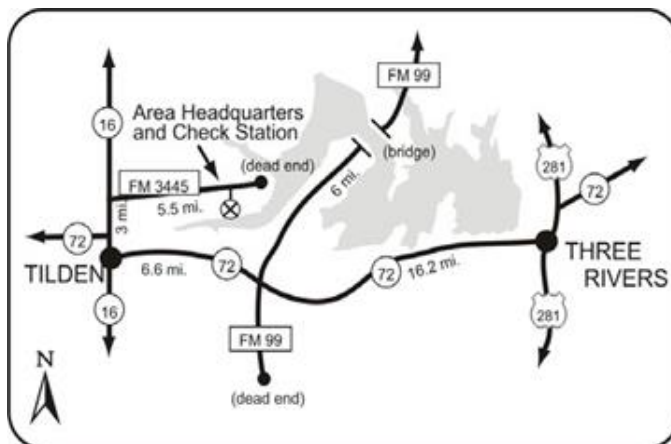 FM 99
16
Area Headquarters
and Check Station
(dead end)
(bridge)
281
72
FM 3445
5.5 mi.
3 mi.
6 mi.
72
TILDEN
6.6 mi.
72
72
16.2 mi.
THREE
RIVERS
16
281
FM 99
N
(dead end)